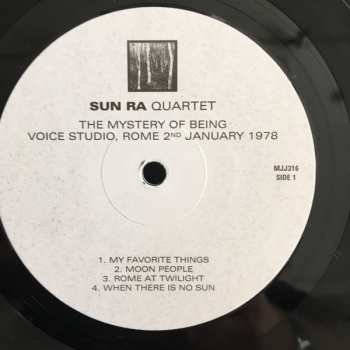 SUN RA QUARTET
THE MYSTERY OF BEING
VOICE STUDIO, ROME 2ND JANUARY 1978
MJJ316
SIDE 1
1. MY FAVORITE THINGS
2. MOON PEOPLE
3. ROME AT TWILIGHT
4. WHEN THERE IS NO SUN